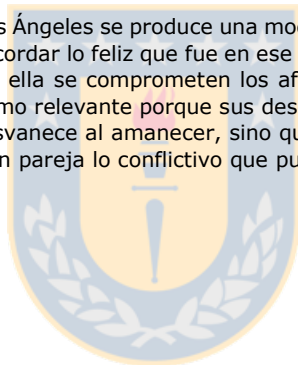 s Ángeles se produce una mod
cordar lo feliz que fue en ese
ella se comprometen los af
mo relevante porque sus des
svanece al amanecer, sino qu
n pareja lo conflictivo que pu